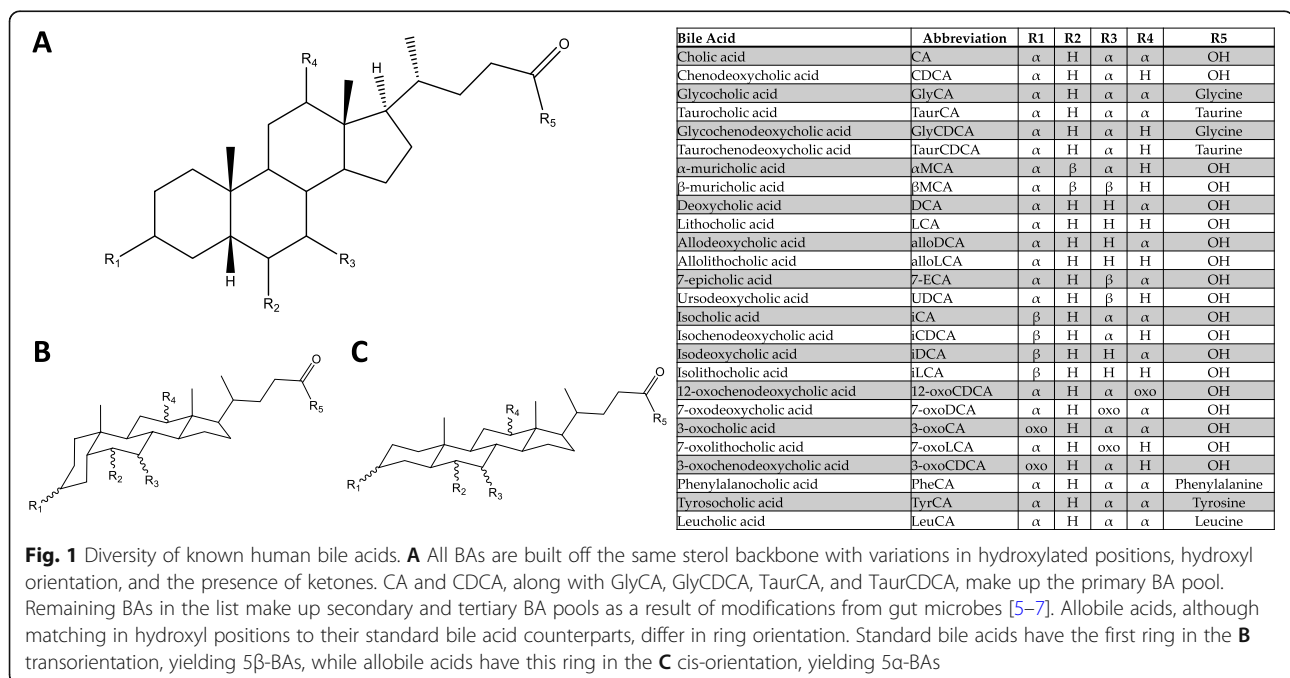 A
R4
H
O
R5
R1
H
R2
R3
B
R4
O
R5
R2
R3
R1
C
R4
O
R5
R1
R2
R3
Bile Acid Abbreviation R1 R2 R3 R4 R5
Cholic acid CA α H α α OH
Chenodeoxycholic acid CDCA α H α H OH
Glycocholic acid GlyCA α H α α Glycine
Taurocholic acid TaurCA α H α α Taurine
Glycochenodeoxycholic acid GlyCDCA α H α H Glycine
Taurochenodeoxycholic acid TaurCDCA α H α H Taurine
α-muricholic acid αMCA α β α H OH
β-muricholic acid βMCA α β β H OH
Deoxycholic acid DCA α H H α OH
Lithocholic acid LCA α H H H OH
Allodeoxycholic acid alloDCA α H H α OH
Allolithocholic acid alloLCA α H H H OH
7-epicholic acid 7-ECA α H β α OH
Ursodeoxycholic acid UDCA α H β H OH
Isocholic acid iCA β H α α OH
Isochenodeoxycholic acid iCDCA β H α H OH
Isodeoxycholic acid iDCA β H H α OH
Isolithocholic acid iLCA β H H H OH
12-oxochenodeoxycholic acid 12-oxoCDCA α H α oxo OH
7-oxodeoxycholic acid 7-oxoDCA α H oxo α OH
3-oxocholic acid 3-oxoCA oxo H α α OH
7-oxolithocholic acid 7-oxoLCA α H oxo H OH
3-oxochenodeoxycholic acid 3-oxoCDCA oxo H α H OH
Phenylalanocholic acid PheCA α H α α Phenylalanine
Tyrosocholic acid TyrCA α H α α Tyrosine
Leucholic acid LeuCA α H α α Leucine
Fig. 1 Diversity of known human bile acids. A All BAs are built off the same sterol backbone with variations in hydroxylated positions, hydroxyl
orientation, and the presence of ketones. CA and CDCA, along with GlyCA, GlyCDCA, TaurCA, and TaurCDCA, make up the primary BA pool.
Remaining BAs in the list make up secondary and tertiary BA pools as a result of modifications from gut microbes [5–7]. Allobile acids, although
matching in hydroxyl positions to their standard bile acid counterparts, differ in ring orientation. Standard bile acids have the first ring in the B
transorientation, yielding 5β-BAs, while allobile acids have this ring in the C cis-orientation, yielding 5α-BAs